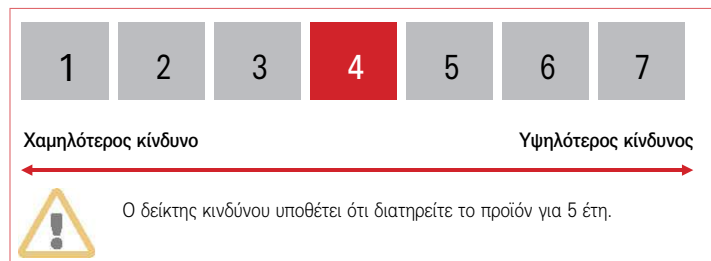 1 2 3 4 5 6 7
Χαμηλότερος κίνδυνο Υψηλότερος κίνδυνος
Ο δείκτης κινδύνου υποθέτει ότι διατηρείτε το προϊόν για 5 έτη.